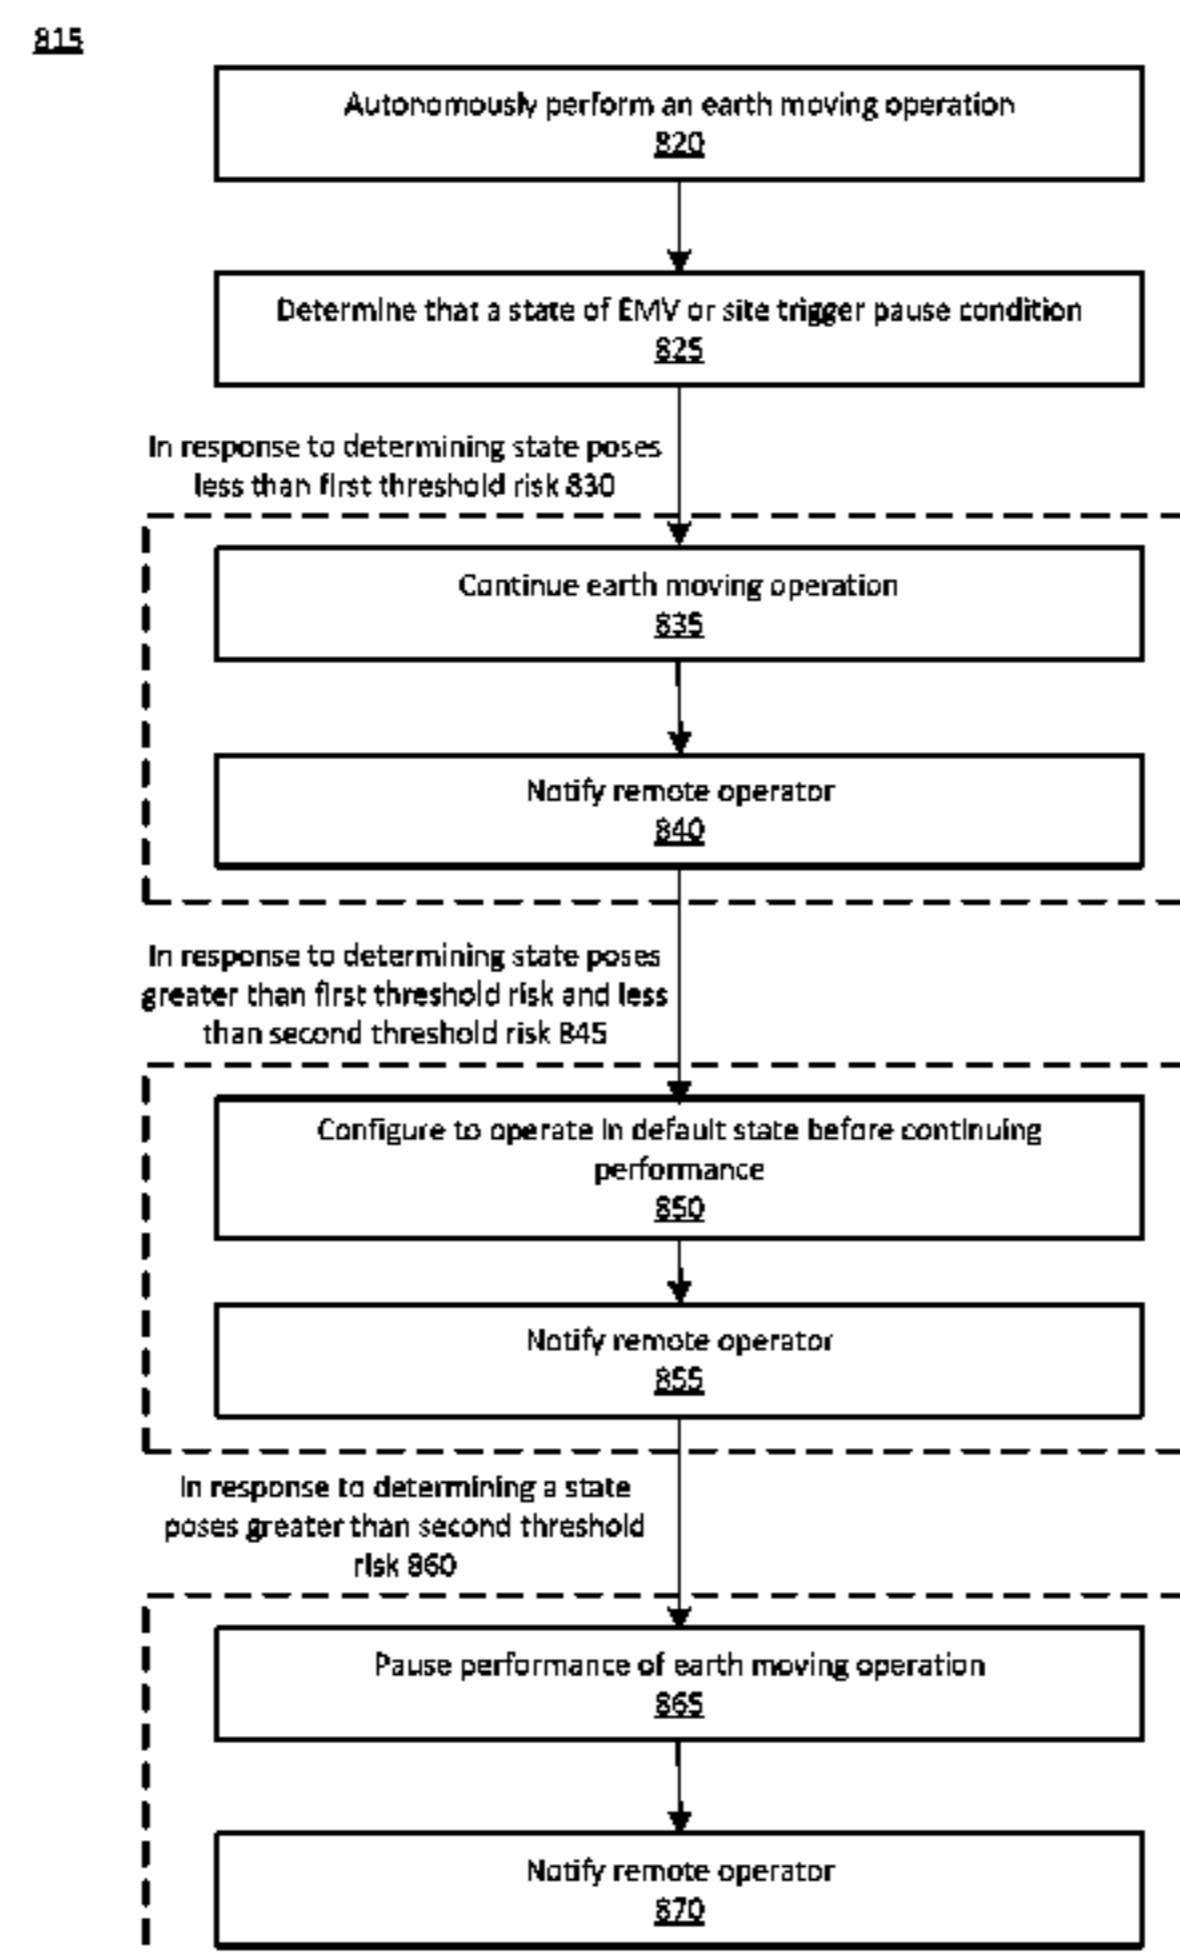 815
Autonomously perform an earth moving operation
820
Determine that a state of EMV or site trigger pause condition
825
In response to determining state poses
less than first threshold risk 830
Continue earth moving operation
835
Notify remote operator
840
In response to determining state poses
greater than first threshold risk and less
than second threshold risk 845
Configure to operate in default state before continuing
performance
850
Notify remote operator
855
In response to determining a state
poses greater than second threshold
risk 860
Pause performance of earth moving operation
865
Notify remote operator
870